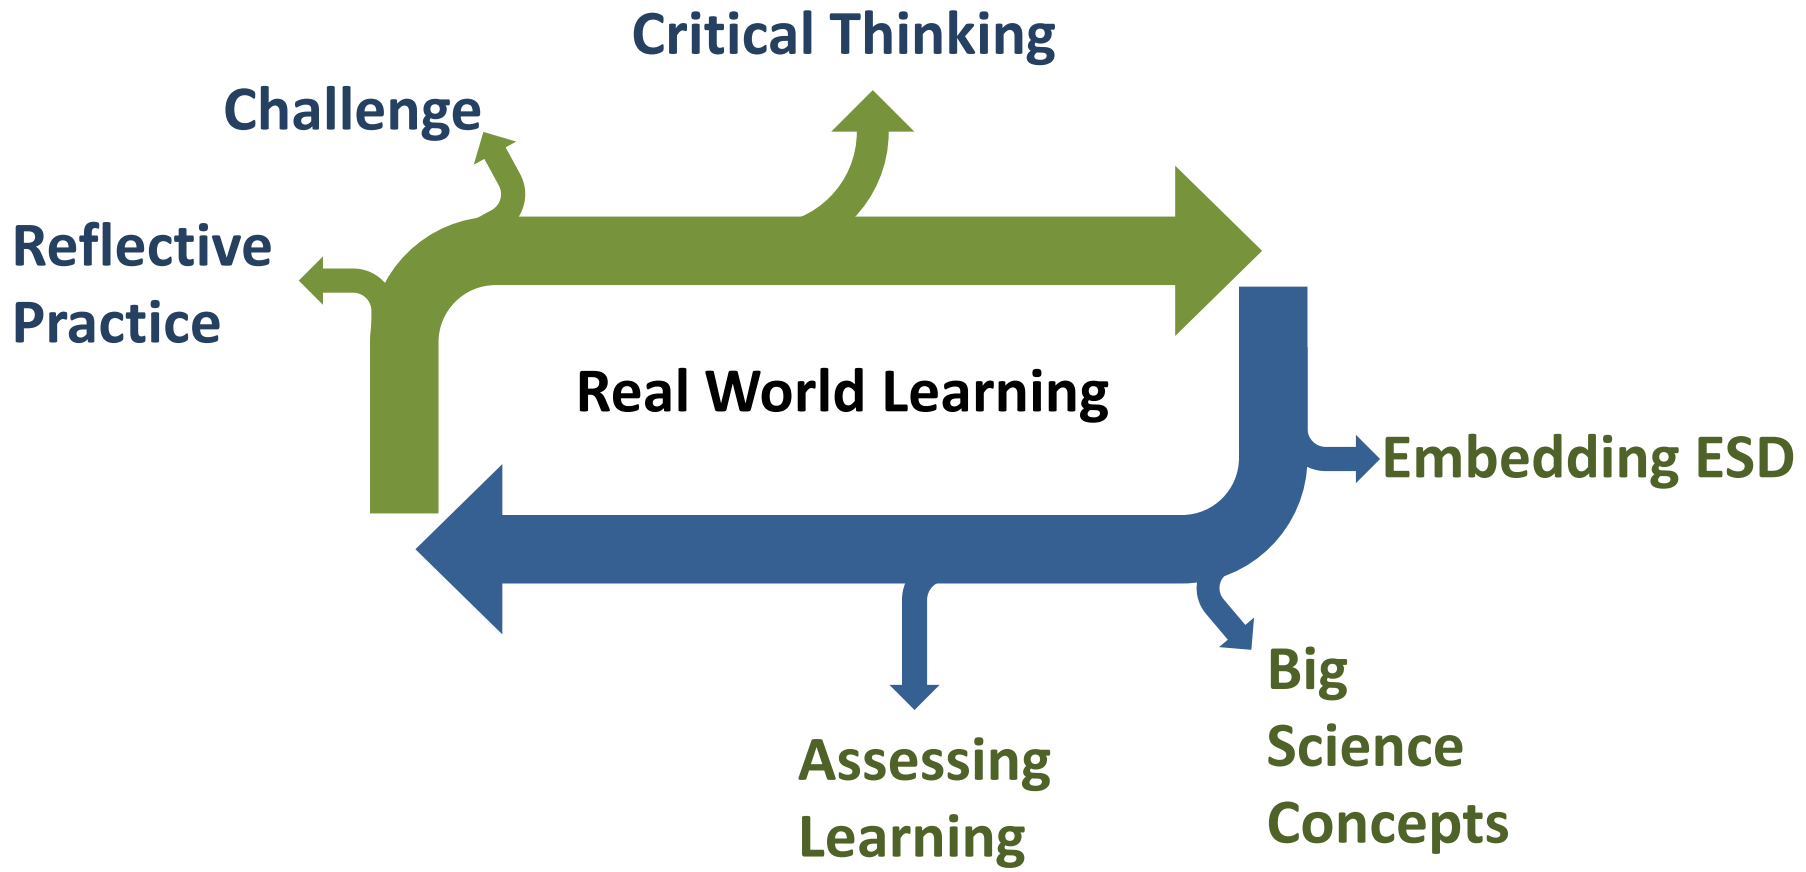 Critical Thinking
Challenge
Reflective
Practice
Real World Learning
Embedding ESD
Big
Science
Concepts
Assessing
Learning